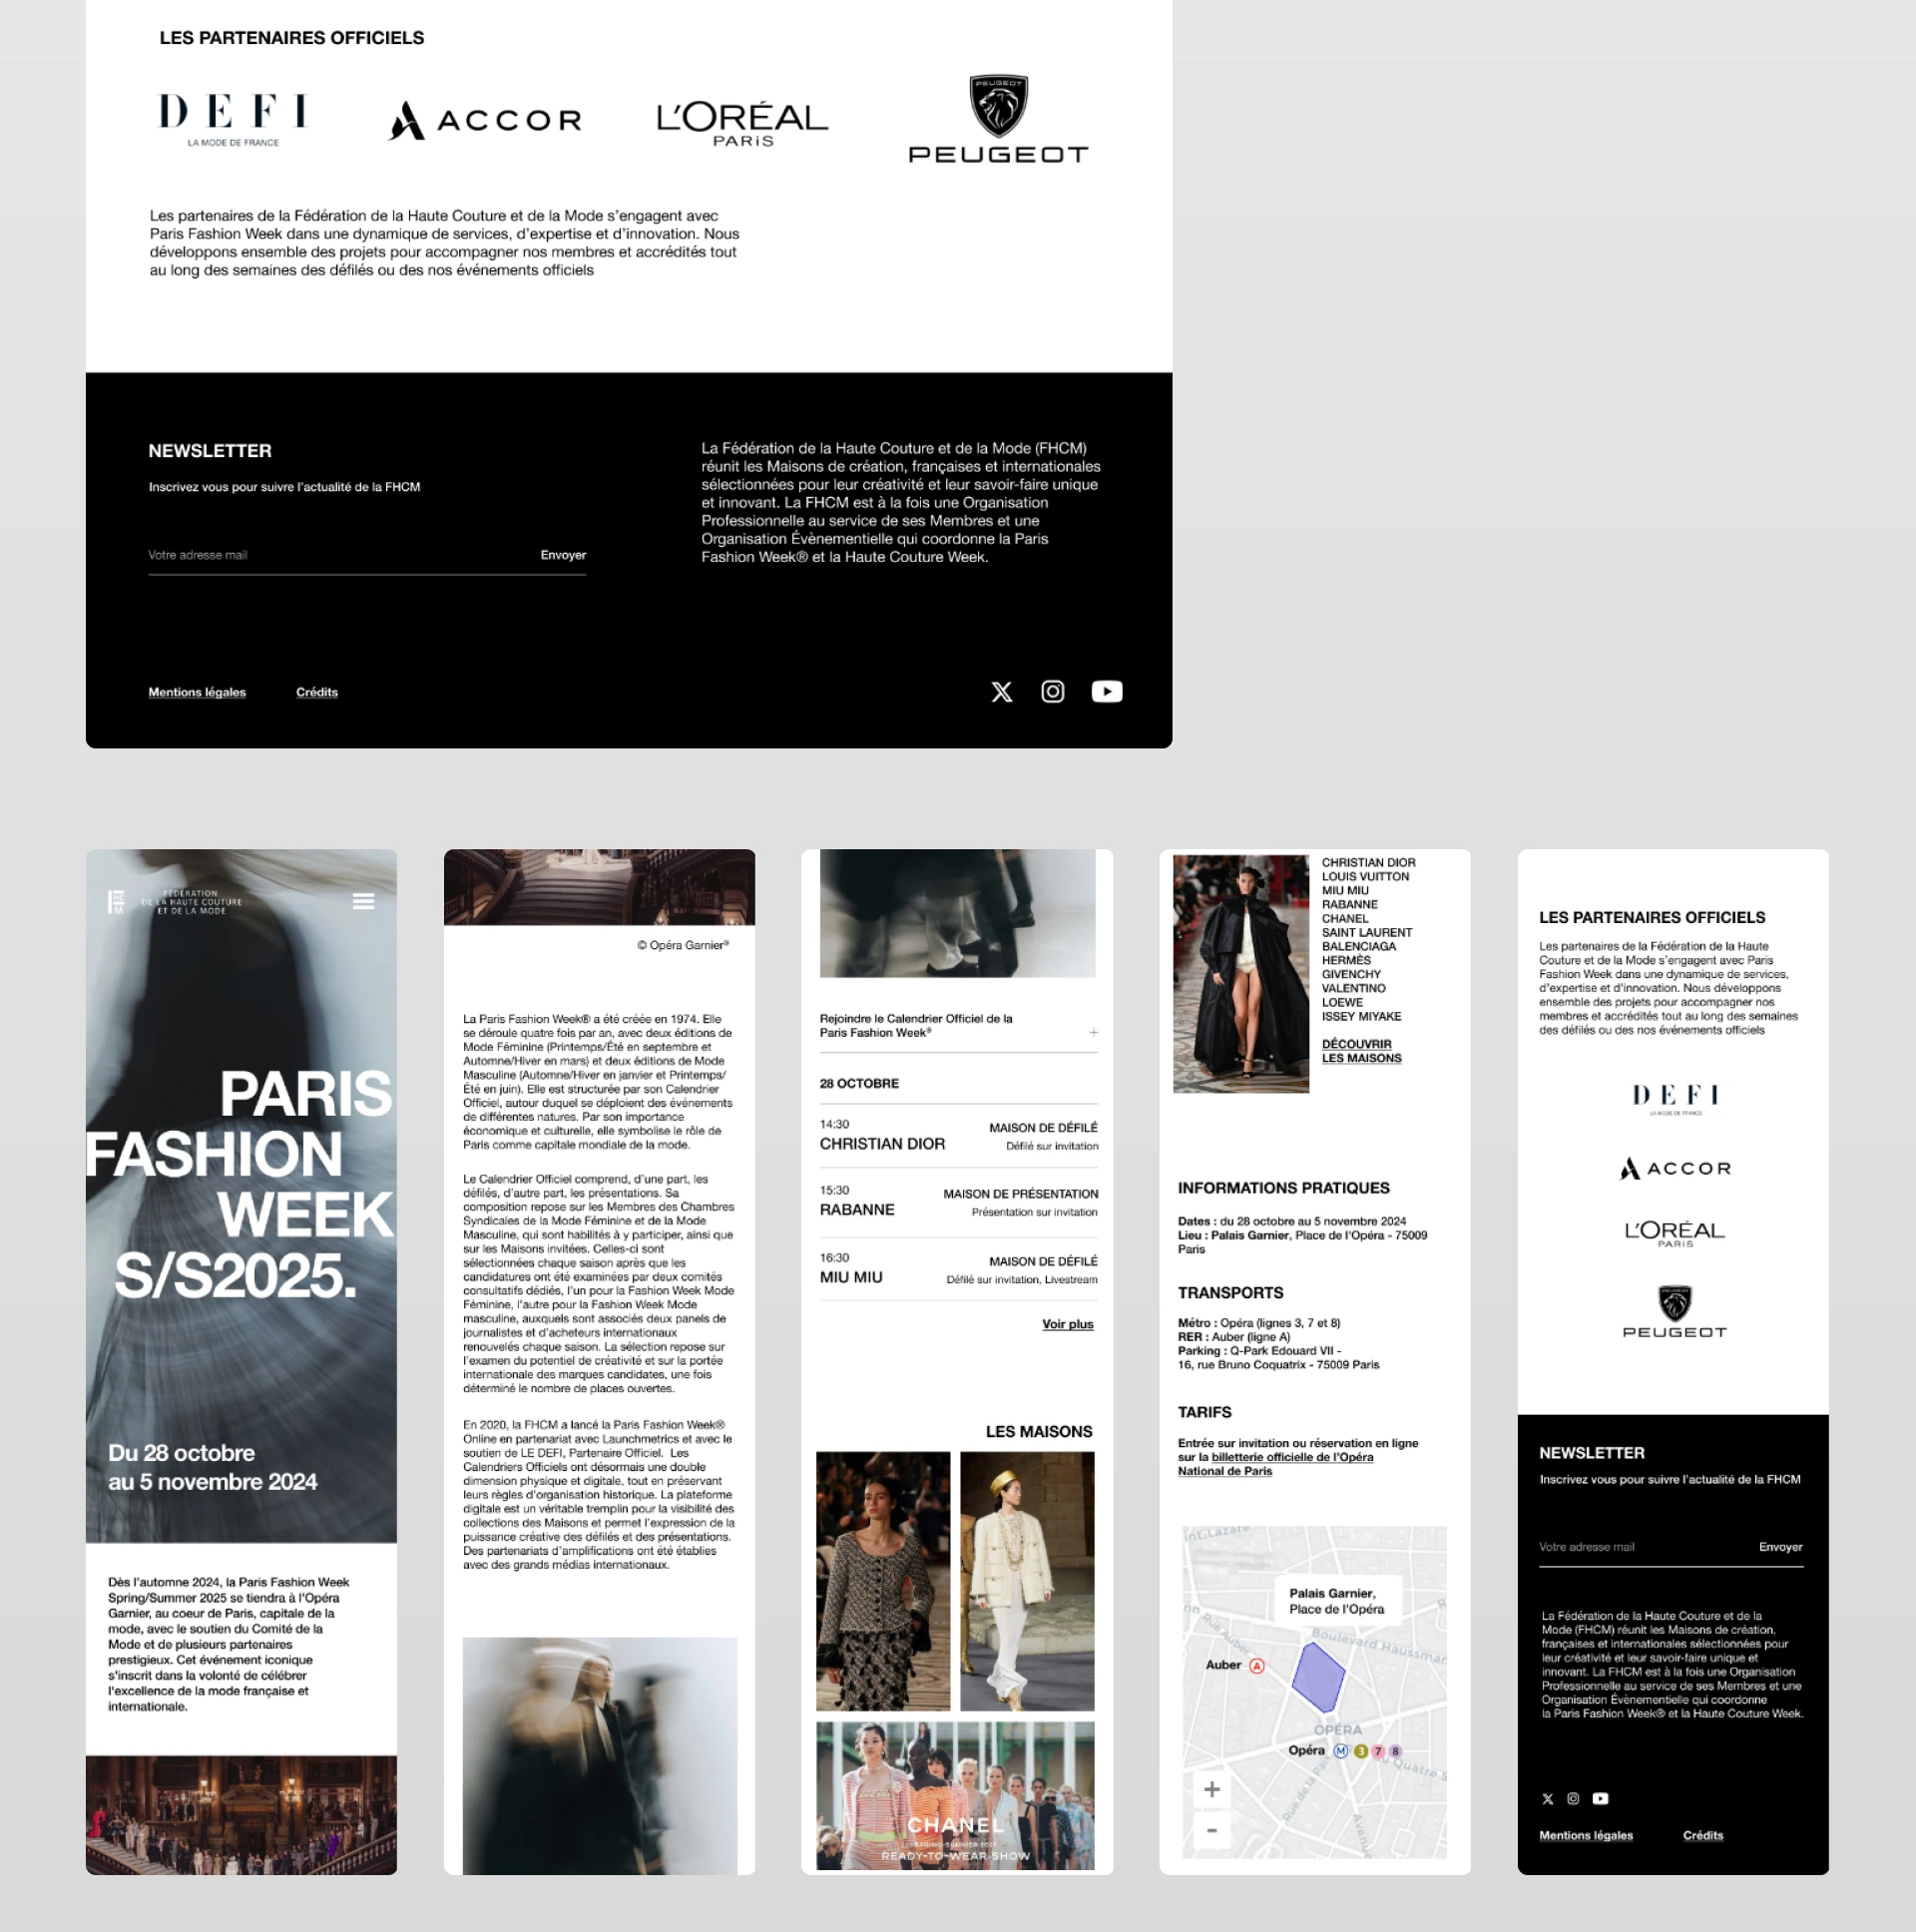 LES PARTENAIRES OFFICIELS
DEFI
LA MODE DE FRANCE
ACCOR
L'ORÉAL
PARiS
PEUGEOT
PEUGEOT
Les partenaires de la Fédération de la Haute Couture et de la Mode s'engagent avec
Paris Fashion Week dans une dynamique de services, d'expertise et d'innovation. Nous
développons ensemble des projets pour accompagner nos membres et accrédités tout
au long des semaines des défilés ou des nos événements officiels
NEWSLETTER
Inscrivez vous pour suivre l'actualité de la FHCM
Votre adresse mail
Envoyer
La Fédération de la Haute Couture et de la Mode (FHCM)
réunit les Maisons de création, françaises et internationales
sélectionnées pour leur créativité et leur savoir-faire unique
et innovant. La FHCM est à la fois une Organisation
Professionnelle au service de ses Membres et une
Organisation Évènementielle qui coordonne la Paris
Fashion Week® et la Haute Couture Week.
Mentions légales
Crédits
FÉDÉRATION
DE LA HAUTE COUTURE
ET DE LA MODE
PARIS
FASHION
WEEK
S/S2025.
Du 28 octobre
au 5 novembre 2024
Dès l'automne 2024, la Paris Fashion Week
Spring/Summer 2025 se tiendra à l'Opéra
Garnier, au coeur de Paris, capitale de la
mode, avec le soutien du Comité de la
Mode et de plusieurs partenaires
prestigieux. Cet événement iconique
s'inscrit dans la volonté de célébrer
l'excellence de la mode française et
internationale.
© Opéra Garnier®
La Paris Fashion Week® a été créée en 1974. Elle
se déroule quatre fois par an, avec deux éditions de
Mode Féminine (Printemps/Été en septembre et
Automne/Hiver en mars) et deux éditions de Mode
Masculine (Automne/Hiver en janvier et Printemps/
Été en juin). Elle est structurée par son Calendrier
Officiel, autour duquel se déploient des événements
de différentes natures. Par son importance
économique et culturelle, elle symbolise le rôle de
Paris comme capitale mondiale de la mode.
Le Calendrier Officiel comprend, d'une part, les
défilés, d'autre part, les présentations. Sa
composition repose sur les Membres des Chambres
Syndicales de la Mode Féminine et de la Mode
Masculine, qui sont habilités à y participer, ainsi que
sur les Maisons invitées. Celles-ci sont
sélectionnées chaque saison après que les
candidatures ont été examinées par deux comités
consultatifs dédiés, l'un pour la Fashion Week Mode
Féminine, l'autre pour la Fashion Week Mode
masculine, auxquels sont associés deux panels de
journalistes et d'acheteurs internationaux
renouvelés chaque saison. La sélection repose sur
l'examen du potentiel de créativité et sur la portée
internationale des marques candidates, une fois
déterminé le nombre de places ouvertes.
En 2020, la FHCM a lancé la Paris Fashion Week®
Online en partenariat avec Launchmetrics et avec le
soutien de LE DEFI, Partenaire Officiel. Les
Calendriers Officiels ont désormais une double
dimension physique et digitale, tout en préservant
leurs règles d'organisation historique. La plateforme
digitale est un véritable tremplin pour la visibilité des
collections des Maisons et permet l'expression de la
puissance créative des défilés et des présentations.
Des partenariats d'amplifications ont été établies
avec des grands médias internationaux.
Rejoindre le Calendrier Officiel de la
Paris Fashion Week®
+
28 OCTOBRE
14:30
CHRISTIAN DIOR
MAISON DE DÉFILÉ
Défilé sur invitation
15:30
RABANNE
MAISON DE PRÉSENTATION
Présentation sur invitation
16:30
MIU MIU
MAISON DE DÉFILÉ
Défilé sur invitation, Livestream
Voir plus
LES MAISONS
CHANEL
SPRING-SUMMER 2025
READY-TO-WEAR SHOW
CHRISTIAN DIOR
LOUIS VUITTON
MIU MIU
RABANNE
CHANEL
SAINT LAURENT
BALENCIAGA
HERMÈS
GIVENCHY
VALENTINO
LOEWE
ISSEY MIYAKE
DÉCOUVRIR
LES MAISONS
INFORMATIONS PRATIQUES
Dates : du 28 octobre au 5 novembre 2024
Lieu : Palais Garnier, Place de l'Opéra - 75009
Paris
TRANSPORTS
Métro : Opéra (lignes 3, 7 et 8)
RER : Auber (ligne A)
Parking : Q-Park Edouard VII -
16, rue Bruno Coquatrix - 75009 Paris
TARIFS
Entrée sur invitation ou réservation en ligne
sur la billetterie officielle de l'Opéra
National de Paris
int-Lazare
Palais Garnier,
Place de l'Opéra
Rue Auber
Boulevard Haussman
Auber A
OPÉRA
Opéra M 3 7 8
Rue de la Pai
Quatre-S
Avenue
+
-
LES PARTENAIRES OFFICIELS
Les partenaires de la Fédération de la Haute
Couture et de la Mode s'engagent avec Paris
Fashion Week dans une dynamique de services,
d'expertise et d'innovation. Nous développons
ensemble des projets pour accompagner nos
membres et accrédités tout au long des semaines
des défilés ou des nos événements officiels
DEFI
LA MODE DE FRANCE
ACCOR
L'ORÉAL
PARiS
PEUGEOT
NEWSLETTER
Inscrivez vous pour suivre l'actualité de la FHCM
Votre adresse mail
Envoyer
La Fédération de la Haute Couture et de la
Mode (FHCM) réunit les Maisons de création,
françaises et internationales sélectionnées pour
leur créativité et leur savoir-faire unique et
innovant. La FHCM est à la fois une Organisation
Professionnelle au service de ses Membres et une
Organisation Évènementielle qui coordonne
la Paris Fashion Week® et la Haute Couture Week.
Mentions légales
Crédits